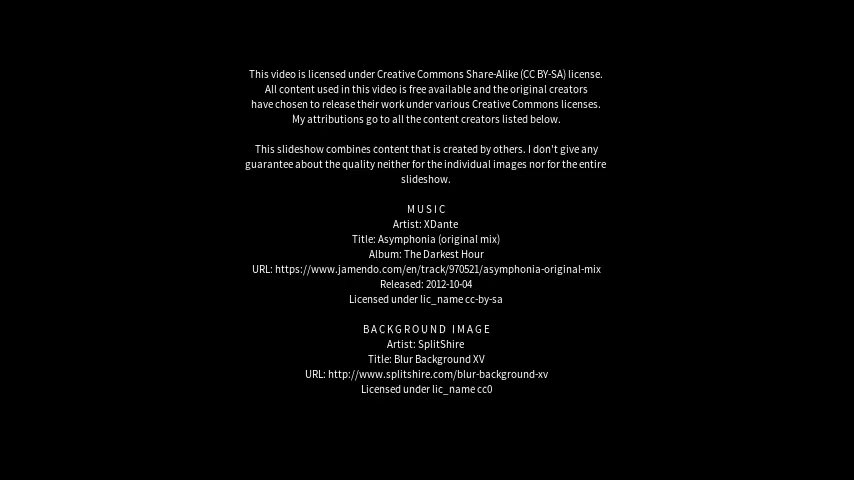 This video is licensed under Creative Commons Share-Alike (CC BY-SA) license.
All content used in this video is free available and the original creators
have chosen to release their work under various Creative Commons licenses.
My attributions go to all the content creators listed below.
This slideshow combines content that is created by others. I don't give any
guarantee about the quality neither for the individual images nor for the entire
slideshow.
MUSIC
Artist: XDante
Title: Asymphonia (original mix)
Album: The Darkest Hour
URL: https://www.jamendo.com/en/track/970521/asymphonia-original-mix
Released: 2012-10-04
Licensed under lic_name cc-by-sa
BACKGROUND IMAGE
Artist: SplitShire
Title: Blur Background XV
URL: http://www.splitshire.com/blur-background-xv
Licensed under lic_name cc0